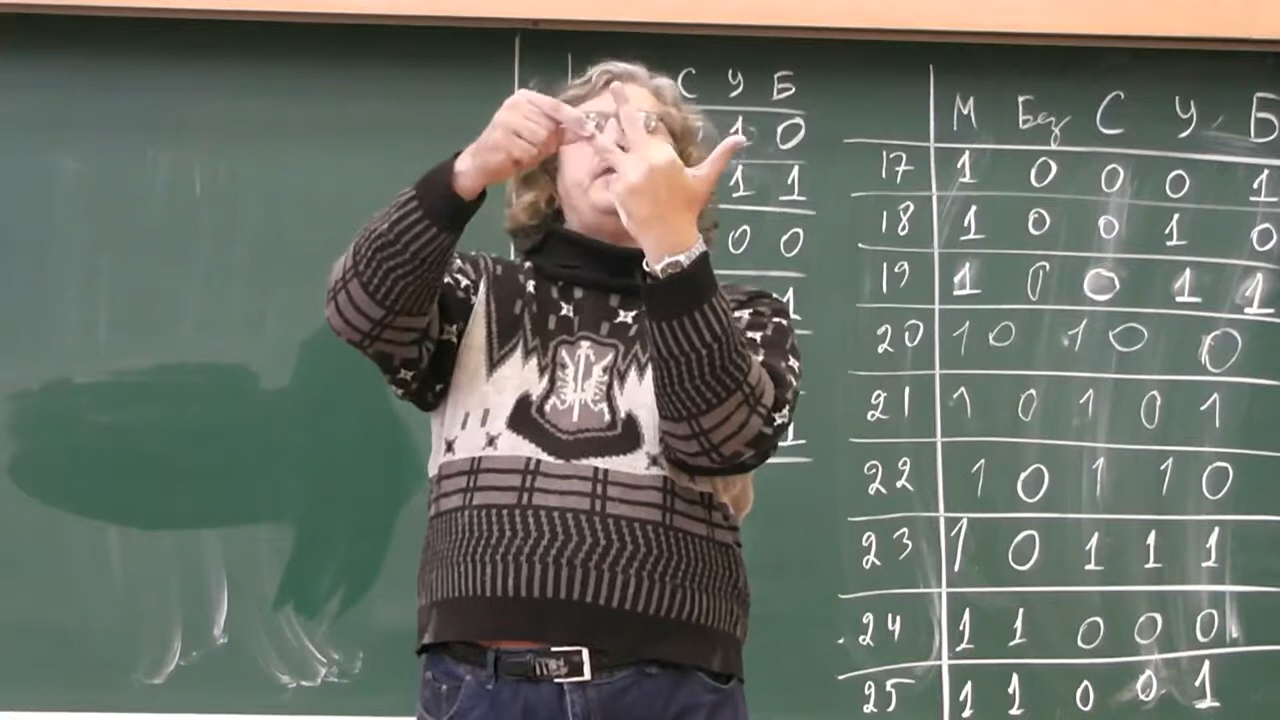 С У Б
1 0
1 1
0 0
1
1
М Без С У Б
17 1 0 0 0 1
18 1 0 0 1 0
19 1 0 0 1 1
20 1 0 1 0 0
21 1 0 1 0 1
22 1 0 1 1 0
23 1 0 1 1 1
24 1 1 0 0 0
25 1 1 0 0 1